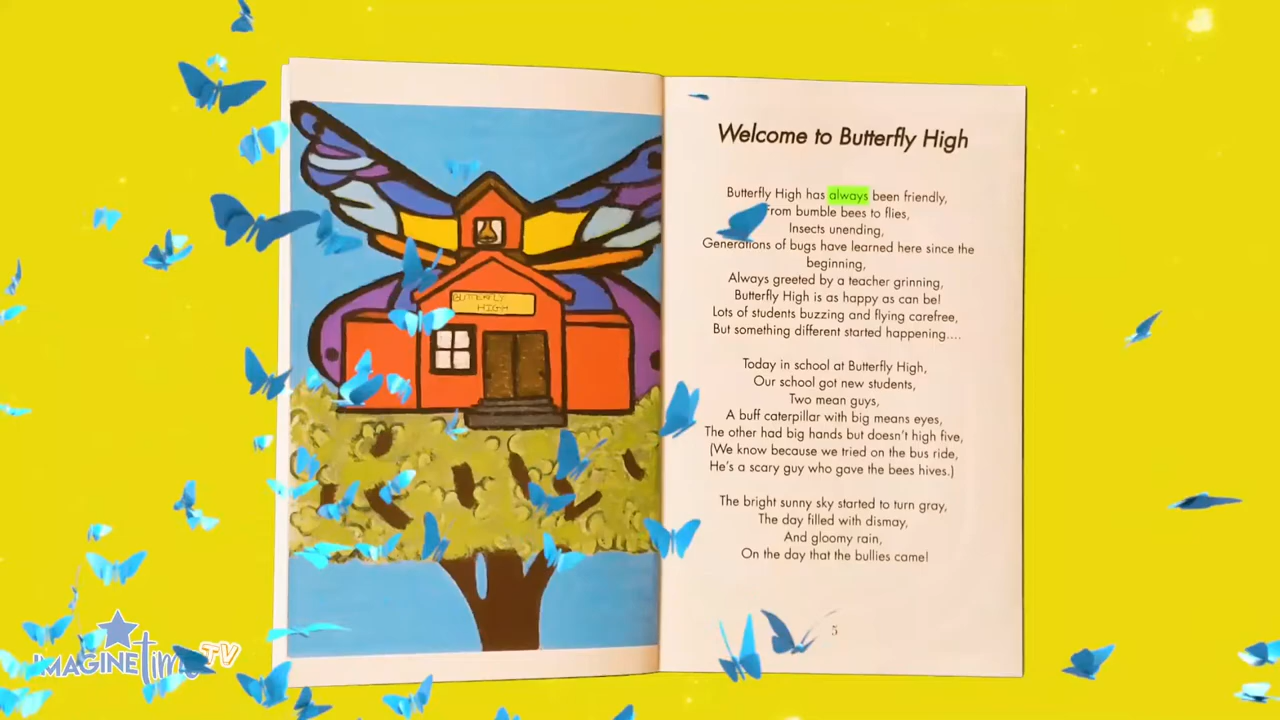 Welcome to Butterfly High
Butterfly High has always been friendly,
From bumble bees to flies,
Insects unending,
Generations of bugs have learned here since the
beginning,
Always greeted by a teacher grinning,
Butterfly High is as happy as can be!
Lots of students buzzing and flying carefree,
But something different started happening....
Today in school at Butterfly High,
Our school got new students,
Two mean guys,
A buff caterpillar with big means eyes,
The other had big hands but doesn't high five,
(We know because we tried on the bus ride,
He's a scary guy who gave the bees hives.)
The bright sunny sky started to turn gray,
The day filled with dismay,
And gloomy rain,
On the day that the bullies came!
5
BUTTERFLY
HIGH
IMAGINE time TV